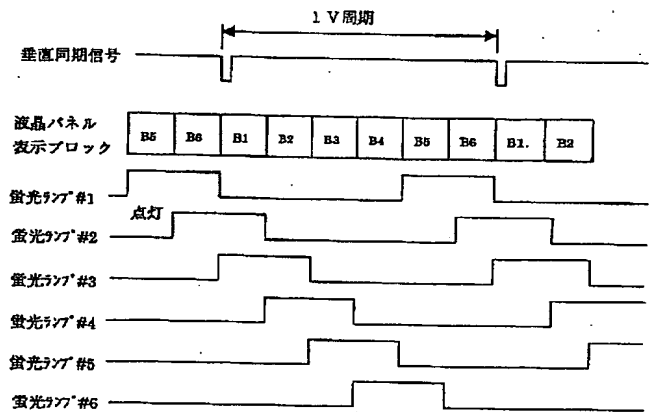 1 V周期
垂直同期信号
液晶パネル
表示ブロック
B5 B6 B1 B2 B3 B4 B5 B6 B1. B2
蛍光ランプ#1
点灯
蛍光ランプ#2
蛍光ランプ#3
蛍光ランプ#4
蛍光ランプ#5
蛍光ランプ#6